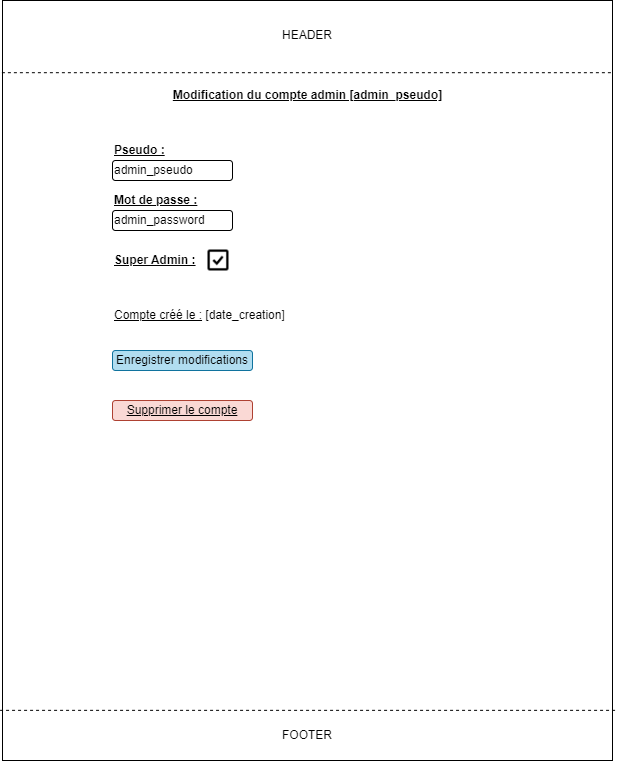 HEADER
Modification du compte admin [admin_pseudo]
Pseudo :
admin_pseudo
Mot de passe :
admin_password
Super Admin :
Compte créé le : [date_creation]
Enregistrer modifications
Supprimer le compte
FOOTER